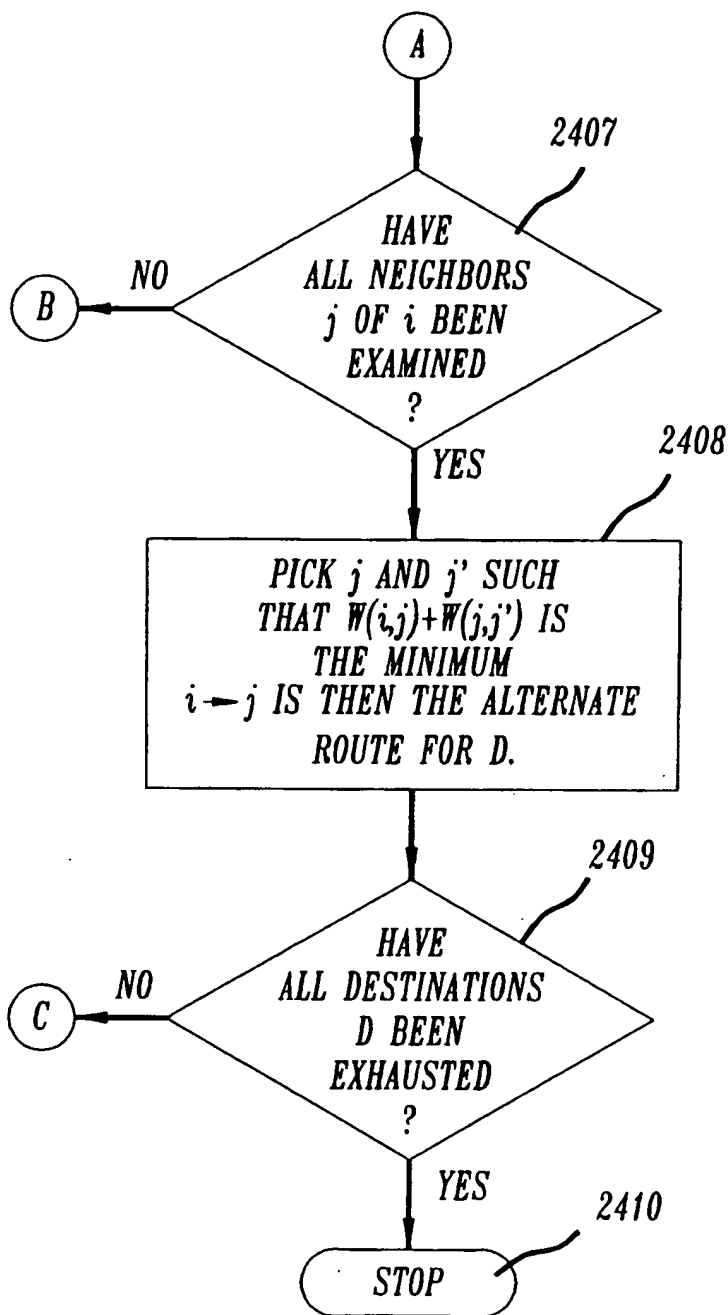 A
2407
HAVE
ALL NEIGHBORS
j OF i BEEN
EXAMINED
?
NO
B
YES
2408
PICK j AND j' SUCH
THAT W(i,j)+W(j,j') IS
THE MINIMUM
i → j IS THEN THE ALTERNATE
ROUTE FOR D.
2409
HAVE
ALL DESTINATIONS
D BEEN
EXHAUSTED
?
NO
C
YES
2410
STOP